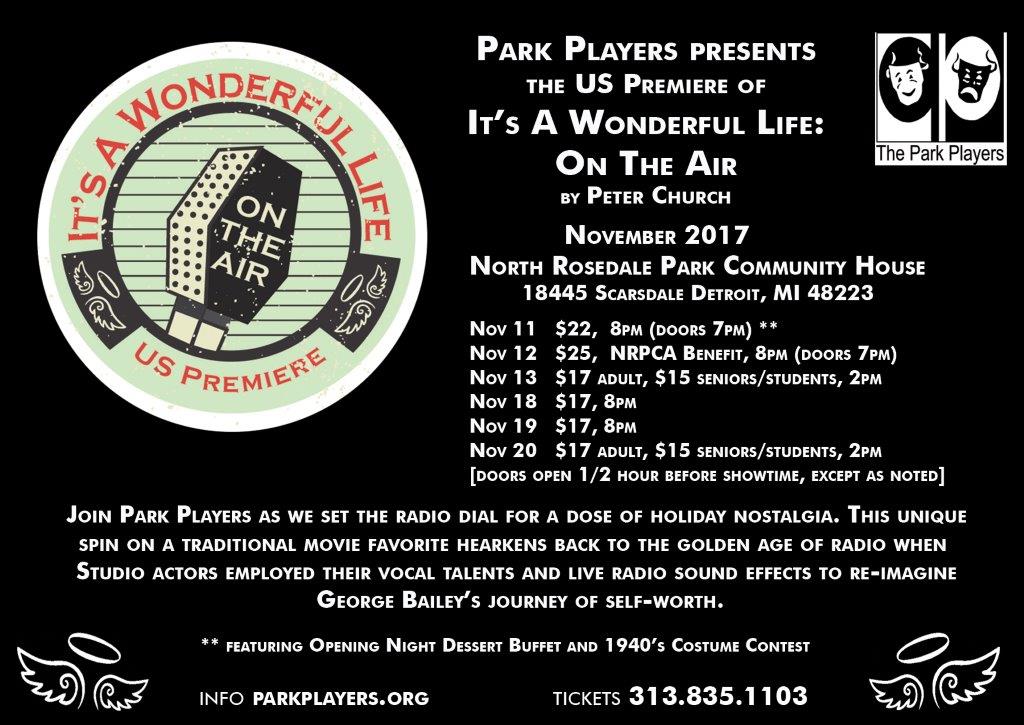 It's A Wonderful Life
On
The
Air
US Premiere
Park Players presents
the US Premiere of
It's A Wonderful Life:
On The Air
by Peter Church
The Park Players
November 2017
North Rosedale Park Community House
18445 Scarsdale Detroit, MI 48223
Nov 11 $22, 8pm (doors 7pm) **
Nov 12 $25, NRPCA Benefit, 8pm (doors 7pm)
Nov 13 $17 adult, $15 seniors/students, 2pm
Nov 18 $17, 8pm
Nov 19 $17, 8pm
Nov 20 $17 adult, $15 seniors/students, 2pm
[doors open 1/2 hour before showtime, except as noted]
Join Park Players as we set the radio dial for a dose of holiday nostalgia. This unique
spin on a traditional movie favorite hearkens back to the golden age of radio when
Studio actors employed their vocal talents and live radio sound effects to re-imagine
George Bailey's journey of self-worth.
** featuring Opening Night Dessert Buffet and 1940's Costume Contest
info parkplayers.org
tickets 313.835.1103